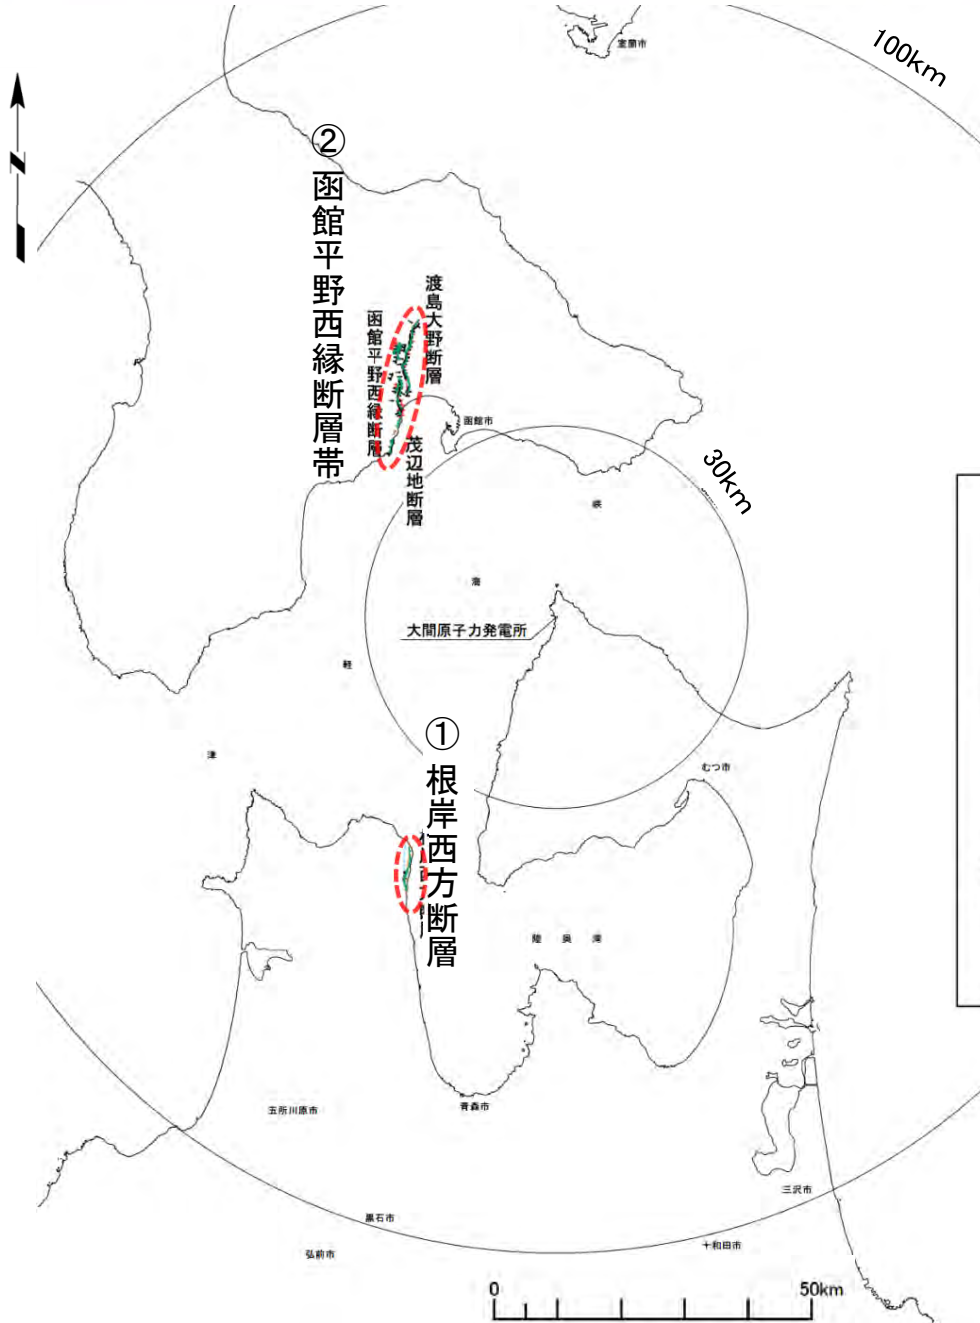 室蘭市
100km
N
②函館平野西縁断層帯
渡島大野断層
函館平野西縁断層
函館市
茂辺地断層
30km
峡
海
大間原子力発電所
軽
津
①根岸西方断層
むつ市
陸奥湾
五所川原市
青森市
三沢市
黒石市
弘前市
十和田市
0 50km